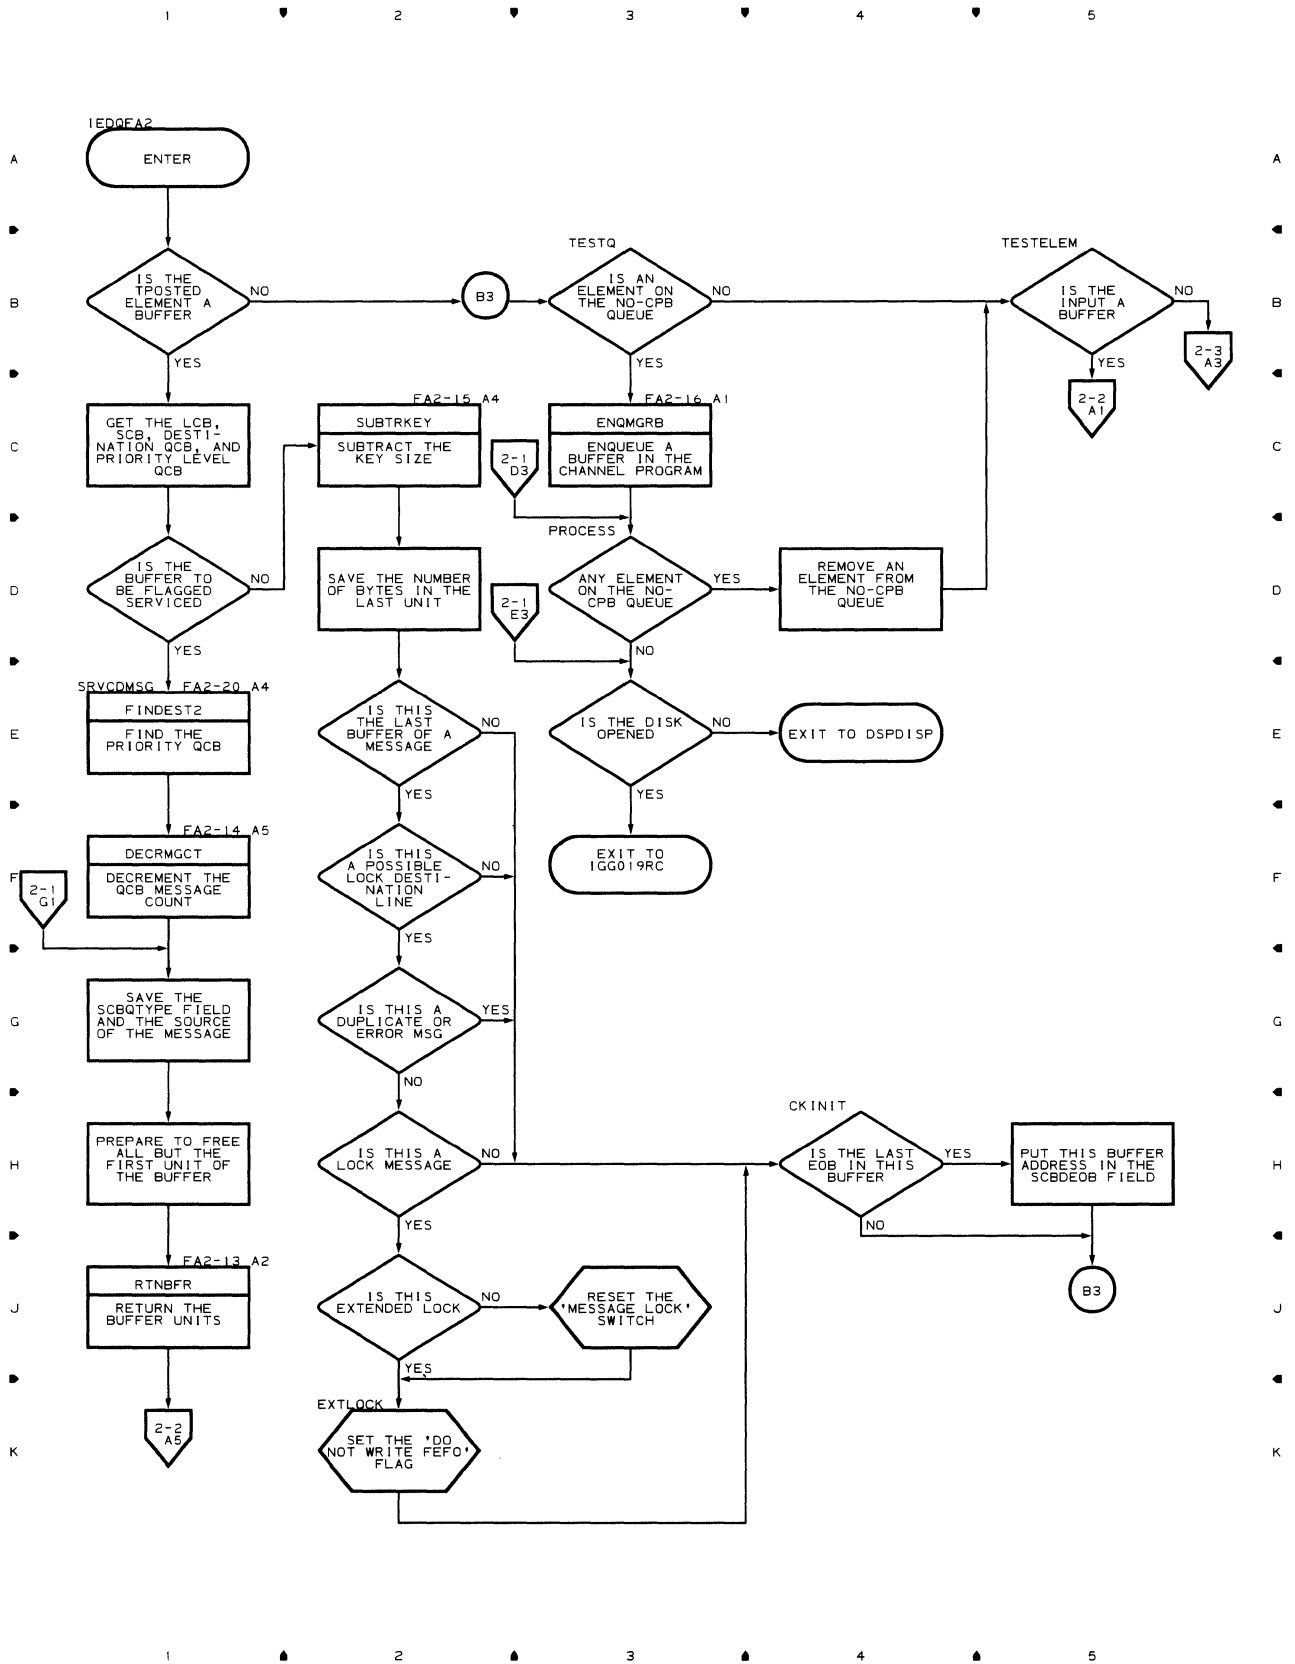 1 2 3 4 5
IEDQFA2
A ENTER A
TESTQ
TESTELEM
B
IS THE
TPOSTED
ELEMENT A
BUFFER
NO
YES
B3
IS AN
ELEMENT ON
THE NO-CPB
QUEUE
NO
YES
IS THE
INPUT A
BUFFER
NO
YES
B
2-3
A3
2-2
A1
C
GET THE LCB,
SCB, DESTI-
NATION QCB, AND
PRIORITY LEVEL
QCB
FA2-15 A4
SUBTRKEY
SUBTRACT THE
KEY SIZE
2-1
D3
FA2-16 A1
ENQMGRB
ENQUEUE A
BUFFER IN THE
CHANNEL PROGRAM
C
D
IS THE
BUFFER TO
BE FLAGGED
SERVICED
NO
YES
SAVE THE NUMBER
OF BYTES IN THE
LAST UNIT
2-1
E3
PROCESS
ANY ELEMENT
ON THE NO-
CPB QUEUE
YES
NO
REMOVE AN
ELEMENT FROM
THE NO-CPB
QUEUE
D
SRVCDMSG FA2-20 A4
E
FINDEST2
FIND THE
PRIORITY QCB
IS THIS
THE LAST
BUFFER OF A
MESSAGE
NO
YES
IS THE DISK
OPENED
NO
YES
EXIT TO DSPDISP
E
FA2-14 A5
F
2-1
G1
DECRMGCT
DECREMENT THE
QCB MESSAGE
COUNT
IS THIS
A POSSIBLE
LOCK DESTI-
NATION
LINE
NO
YES
EXIT TO
IGG019RC
F
G
SAVE THE
SCBQTYPE FIELD
AND THE SOURCE
OF THE MESSAGE
IS THIS A
DUPLICATE OR
ERROR MSG
YES
NO
G
H
PREPARE TO FREE
ALL BUT THE
FIRST UNIT OF
THE BUFFER
IS THIS A
LOCK MESSAGE
NO
YES
CKINIT
IS THE LAST
EOB IN THIS
BUFFER
YES
NO
PUT THIS BUFFER
ADDRESS IN THE
SCBDEOB FIELD
H
FA2-13 A2
J
RTNBFR
RETURN THE
BUFFER UNITS
IS THIS
EXTENDED LOCK
NO
YES
RESET THE
'MESSAGE LOCK'
SWITCH
B3
J
K
2-2
A5
EXTLOCK
SET THE 'DO
NOT WRITE FEFO'
FLAG
K
1 2 3 4 5